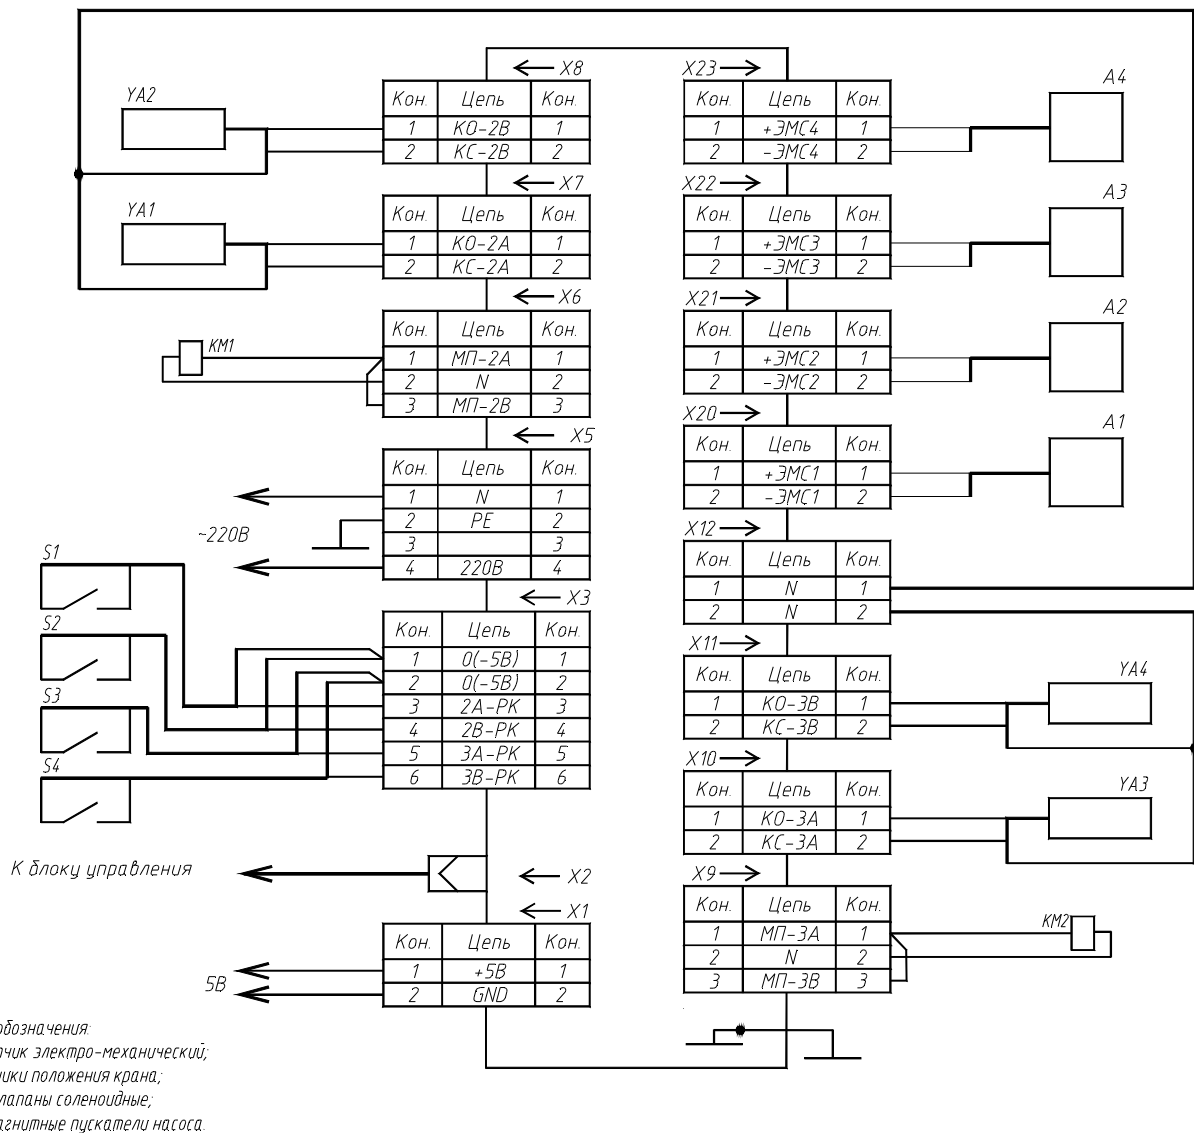 X8
YA2
Кон. Цепь Кон.
1 КО-2В 1
2 КС-2В 2
X7
YA1
Кон. Цепь Кон.
1 КО-2А 1
2 КС-2А 2
X6
КМ1
Кон. Цепь Кон.
1 МП-2А 1
2 N 2
3 МП-2В 3
X5
Кон. Цепь Кон.
1 N 1
2 PE 2
3 3
4 220В 4
~220В
X3
S1
S2
S3
S4
Кон. Цепь Кон.
1 0(-5В) 1
2 0(-5В) 2
3 2А-РК 3
4 2В-РК 4
5 3А-РК 5
6 3В-РК 6
К блоку управления
X2
X1
Кон. Цепь Кон.
1 +5В 1
2 GND 2
5В
X23
A4
Кон. Цепь Кон.
1 +ЭМС4 1
2 -ЭМС4 2
X22
A3
Кон. Цепь Кон.
1 +ЭМС3 1
2 -ЭМС3 2
X21
A2
Кон. Цепь Кон.
1 +ЭМС2 1
2 -ЭМС2 2
X20
A1
Кон. Цепь Кон.
1 +ЭМС1 1
2 -ЭМС1 2
X12
Кон. Цепь Кон.
1 N 1
2 N 2
X11
YA4
Кон. Цепь Кон.
1 КО-3В 1
2 КС-3В 2
X10
YA3
Кон. Цепь Кон.
1 КО-3А 1
2 КС-3А 2
X9
КМ2
Кон. Цепь Кон.
1 МП-3А 1
2 N 2
3 МП-3В 3
обозначения:
тчик электро-механический;
чики положения крана;
лапаны соленоидные;
агнитные пускатели насоса.